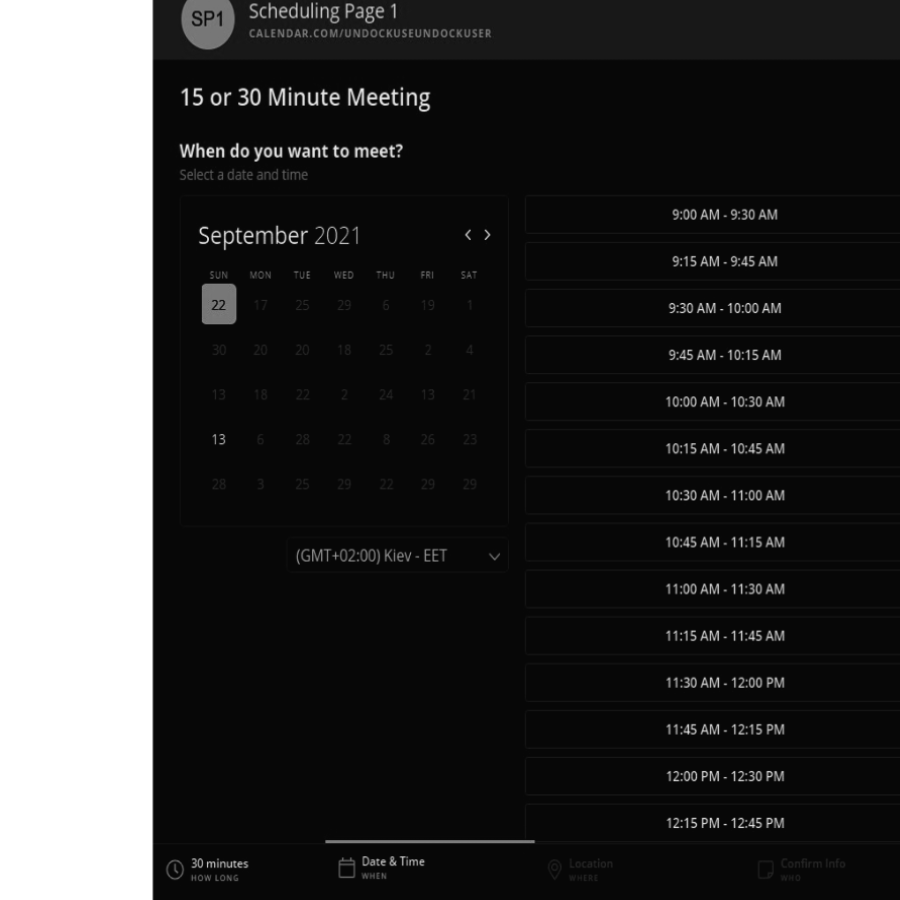 SP1
Scheduling Page 1
CALENDAR.COM/UNDOCKUSEUNDOCKUSER
15 or 30 Minute Meeting
When do you want to meet?
Select a date and time
September 2021
SUN MON TUE WED THU FRI SAT
22 17 25 29 6 19 1
30 20 20 18 25 2 4
13 18 22 2 24 13 21
13 6 28 22 8 26 23
28 3 25 29 22 29 29
(GMT+02:00) Kiev - EET
9:00 AM - 9:30 AM
9:15 AM - 9:45 AM
9:30 AM - 10:00 AM
9:45 AM - 10:15 AM
10:00 AM - 10:30 AM
10:15 AM - 10:45 AM
10:30 AM - 11:00 AM
10:45 AM - 11:15 AM
11:00 AM - 11:30 AM
11:15 AM - 11:45 AM
11:30 AM - 12:00 PM
11:45 AM - 12:15 PM
12:00 PM - 12:30 PM
12:15 PM - 12:45 PM
30 minutes
HOW LONG
Date & Time
WHEN
Location
WHERE
Confirm Info
WHO